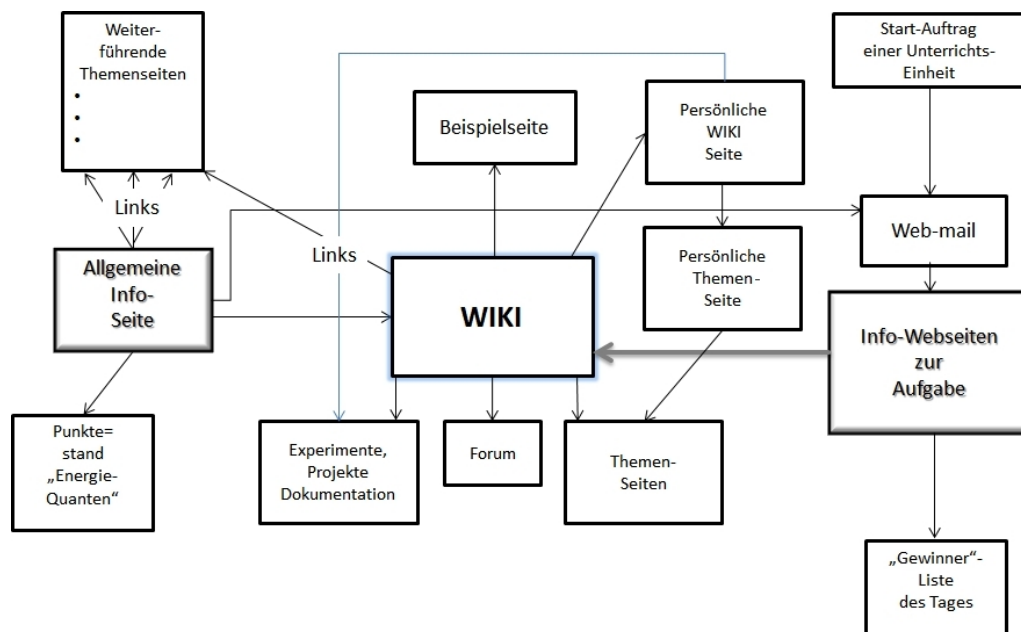 Weiter-
führende
Themenseiten
•
•
•
Start-Auftrag
einer Unterrichts-
Einheit
Beispielseite
Persönliche
WIKI
Seite
Links
Web-mail
Links
Persönliche
Themen-
Seite
Allgemeine
Info-
Seite
WIKI
Info-Webseiten
zur
Aufgabe
Punkte=
stand
„Energie-
Quanten“
Experimente,
Projekte
Dokumentation
Forum
Themen-
Seiten
„Gewinner“-
Liste
des Tages